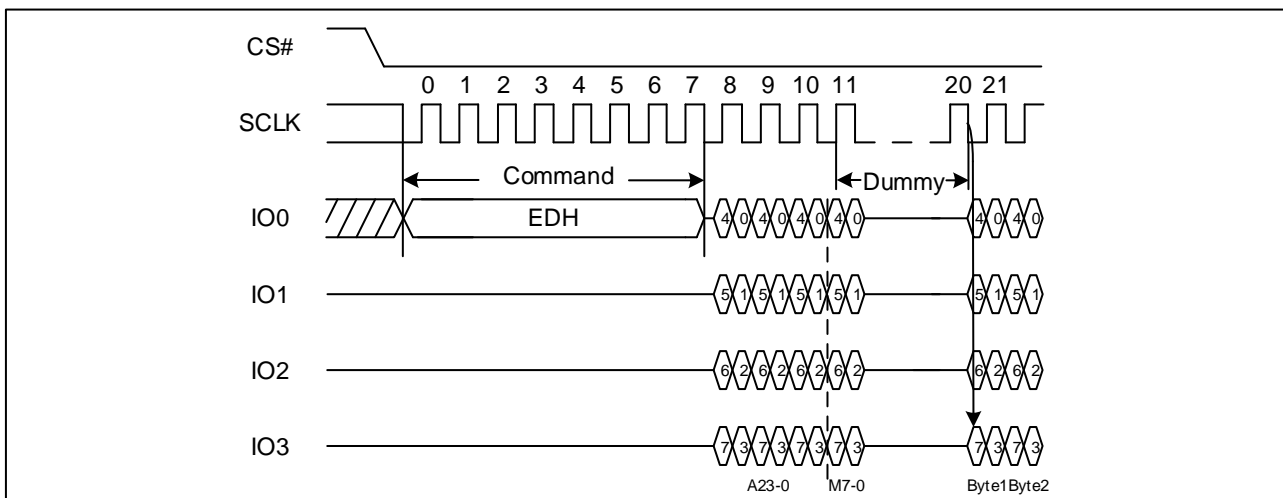 CS#
0 1 2 3 4 5 6 7 8 9 10 11 20 21
SCLK
Command
Dummy
IO0 EDH 4 0 4 0 4 0 4 0 4 0 4 0
IO1 5 1 5 1 5 1 5 1 5 1 5 1
IO2 6 2 6 2 6 2 6 2 6 2 6 2
IO3 7 3 7 3 7 3 7 3 7 3 7 3
A23-0 M7-0 Byte1 Byte2